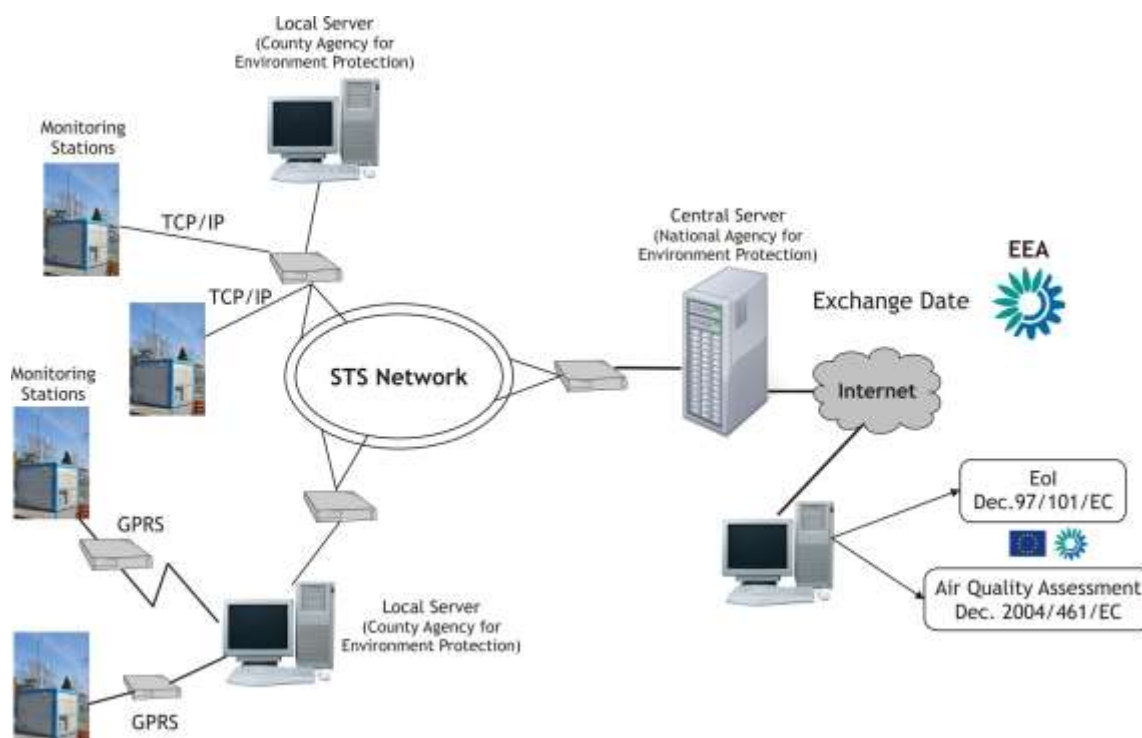 Local Server
(County Agency for
Environment Protection)
Monitoring
Stations
TCP/IP
TCP/IP
Central Server
(National Agency for
Environment Protection)
EEA
Exchange Date
STS Network
Internet
Monitoring
Stations
GPRS
GPRS
Local Server
(County Agency for
Environment Protection)
EoI
Dec.97/101/EC
Air Quality Assessment
Dec. 2004/461/EC